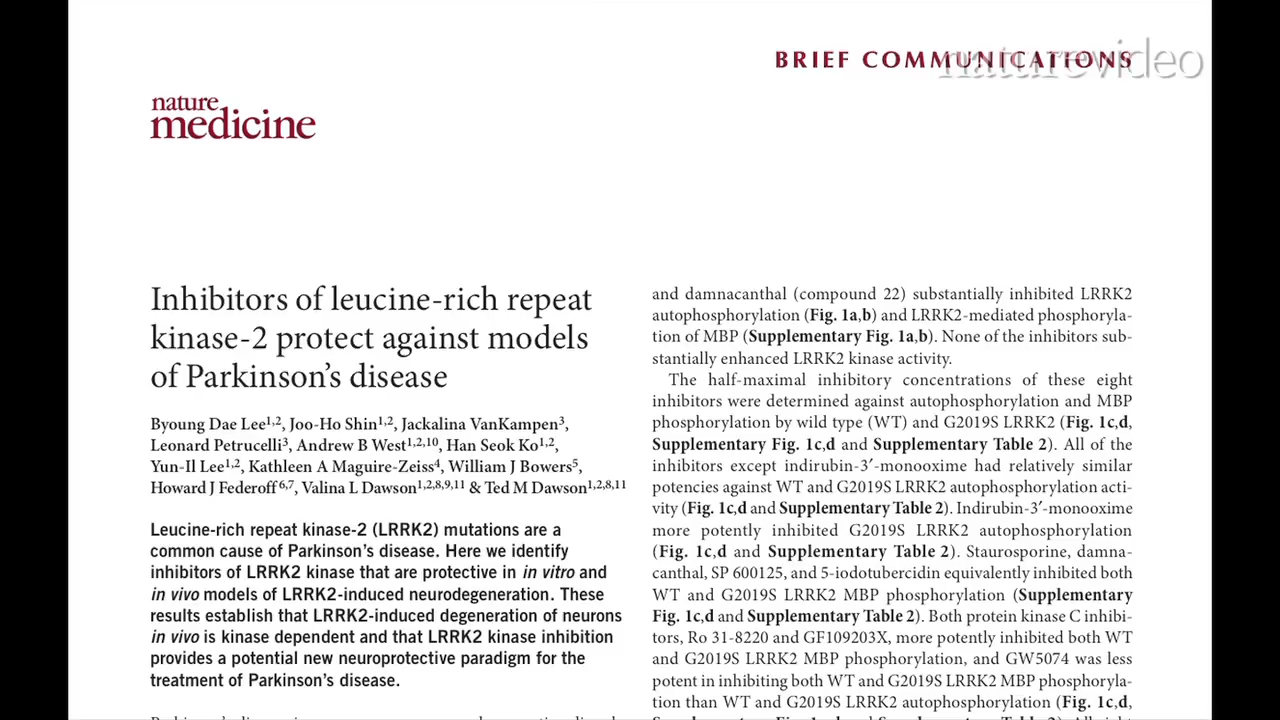 BRIEF COMMUNICATIONS
naturevideo
nature
medicine
Inhibitors of leucine-rich repeat
kinase-2 protect against models
of Parkinson's disease
Byoung Dae Lee1,2, Joo-Ho Shin1,2, Jackalina VanKampen3,
Leonard Petrucelli3, Andrew B West1,2,10, Han Seok Ko1,2,
Yun-Il Lee1,2, Kathleen A Maguire-Zeiss4, William J Bowers5,
Howard J Federoff6,7, Valina L Dawson1,2,8,9,11 & Ted M Dawson1,2,8,11
Leucine-rich repeat kinase-2 (LRRK2) mutations are a
common cause of Parkinson's disease. Here we identify
inhibitors of LRRK2 kinase that are protective in in vitro and
in vivo models of LRRK2-induced neurodegeneration. These
results establish that LRRK2-induced degeneration of neurons
in vivo is kinase dependent and that LRRK2 kinase inhibition
provides a potential new neuroprotective paradigm for the
treatment of Parkinson's disease.
and damnacanthal (compound 22) substantially inhibited LRRK2
autophosphorylation (Fig. 1a,b) and LRRK2-mediated phosphoryla-
tion of MBP (Supplementary Fig. 1a,b). None of the inhibitors sub-
stantially enhanced LRRK2 kinase activity.
The half-maximal inhibitory concentrations of these eight
inhibitors were determined against autophosphorylation and MBP
phosphorylation by wild type (WT) and G2019S LRRK2 (Fig. 1c,d,
Supplementary Fig. 1c,d and Supplementary Table 2). All of the
inhibitors except indirubin-3′-monooxime had relatively similar
potencies against WT and G2019S LRRK2 autophosphorylation acti-
vity (Fig. 1c,d and Supplementary Table 2). Indirubin-3′-monooxime
more potently inhibited G2019S LRRK2 autophosphorylation
(Fig. 1c,d and Supplementary Table 2). Staurosporine, damna-
canthal, SP 600125, and 5-iodotubercidin equivalently inhibited both
WT and G2019S LRRK2 MBP phosphorylation (Supplementary
Fig. 1c,d and Supplementary Table 2). Both protein kinase C inhibi-
tors, Ro 31-8220 and GF109203X, more potently inhibited both WT
and G2019S LRRK2 MBP phosphorylation, and GW5074 was less
potent in inhibiting both WT and G2019S LRRK2 MBP phosphoryla-
tion than WT and G2019S LRRK2 autophosphorylation (Fig. 1c,d,